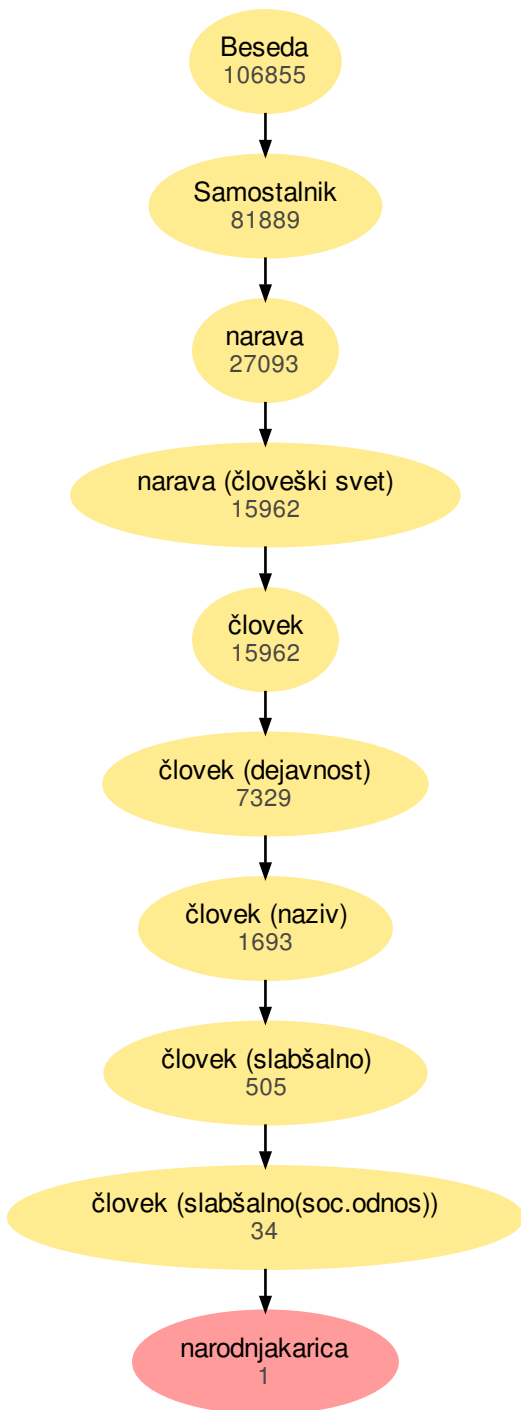 Beseda
106855
Samostalnik
81889
narava
27093
narava (človeški svet)
15962
človek
15962
človek (dejavnost)
7329
človek (naziv)
1693
človek (slabšalno)
505
človek (slabšalno(soc.odnos))
34
narodnjakarica
1